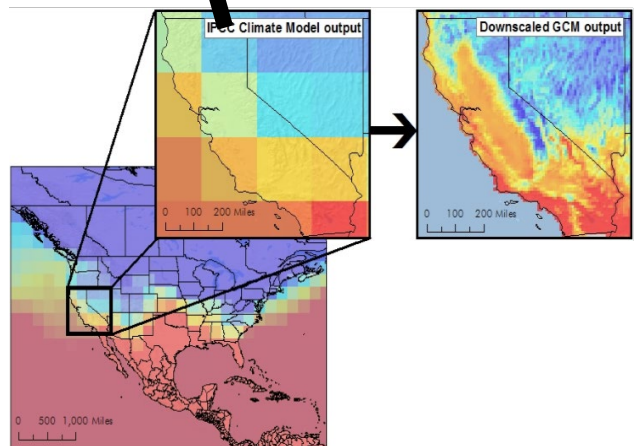 IPCC Climate Model output
Downscaled GCM output
0 100 200 Miles
0 100 200 Miles
0 500 1,000 Miles